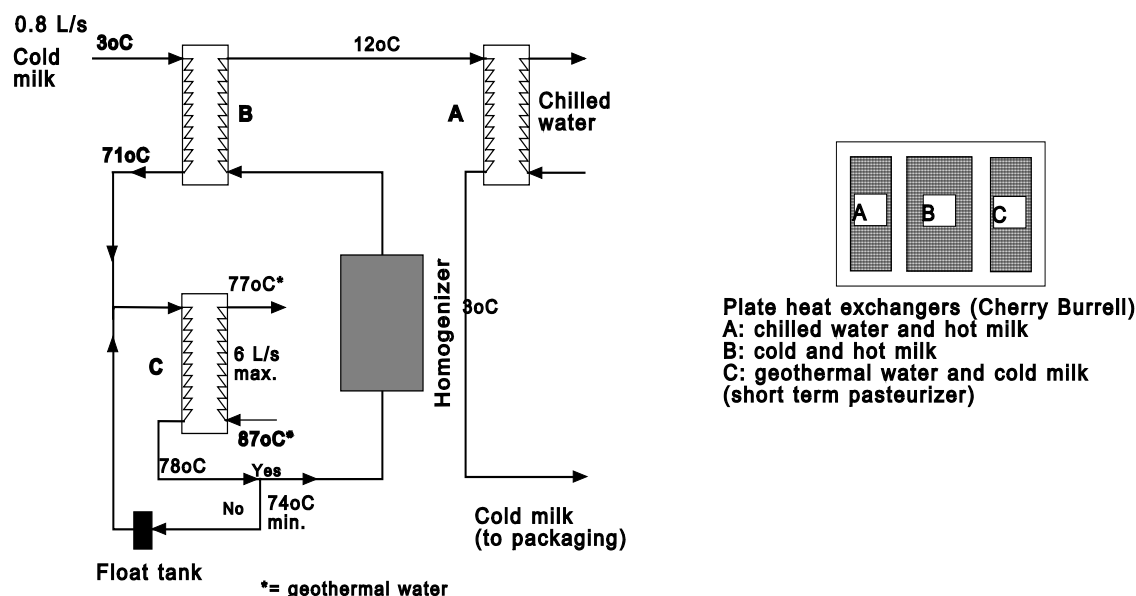 0.8 L/s
Cold
milk
3oC
12oC
B
A
Chilled
water
71oC
77oC*
C
6 L/s
max.
87oC*
Homogenizer
3oC
78oC
Yes
No
74oC
min.
Float tank
Cold milk
(to packaging)
*= geothermal water
A
B
C
Plate heat exchangers (Cherry Burrell)
A: chilled water and hot milk
B: cold and hot milk
C: geothermal water and cold milk
(short term pasteurizer)